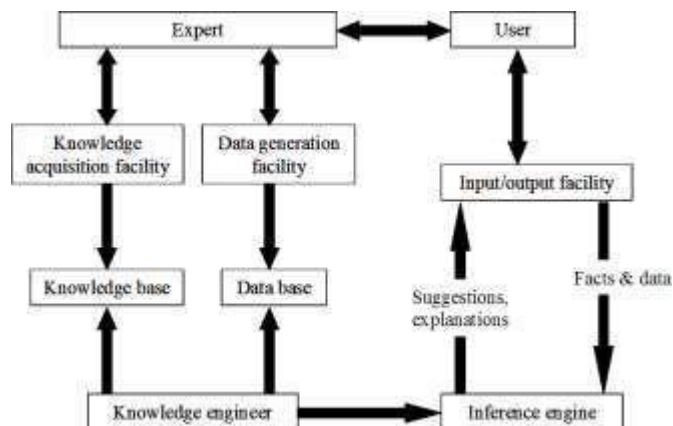 Expert
User
Knowledge
acquisition facility
Data generation
facility
Input/output facility
Knowledge base
Data base
Suggestions,
explanations
Facts & data
Knowledge engineer
Inference engine